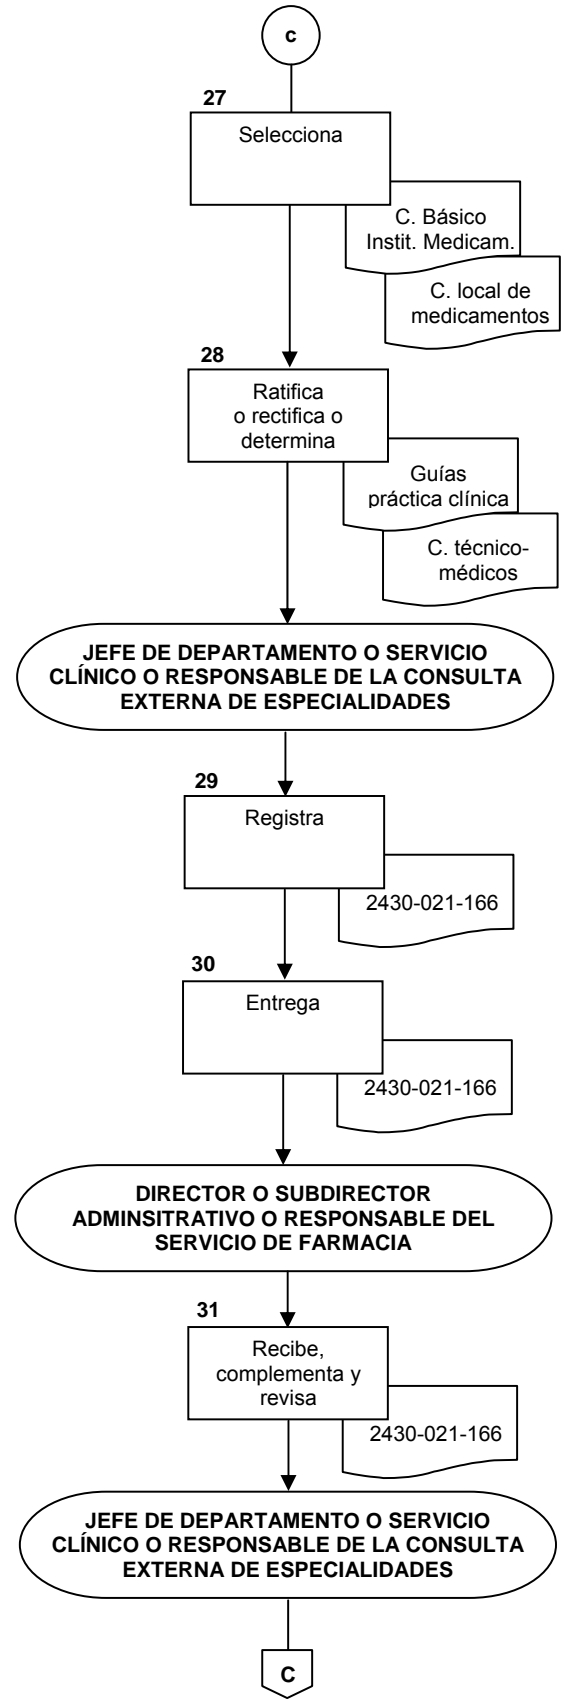 c
27
Selecciona
C. Básico
Instit. Medicam.
C. local de
medicamentos
28
Ratifica
o rectifica o
determina
Guías
práctica clínica
C. técnico-
médicos
JEFE DE DEPARTAMENTO O SERVICIO
CLÍNICO O RESPONSABLE DE LA CONSULTA
EXTERNA DE ESPECIALIDADES
29
Registra
2430-021-166
30
Entrega
2430-021-166
DIRECTOR O SUBDIRECTOR
ADMINSITRATIVO O RESPONSABLE DEL
SERVICIO DE FARMACIA
31
Recibe,
complementa y
revisa
2430-021-166
JEFE DE DEPARTAMENTO O SERVICIO
CLÍNICO O RESPONSABLE DE LA CONSULTA
EXTERNA DE ESPECIALIDADES
C